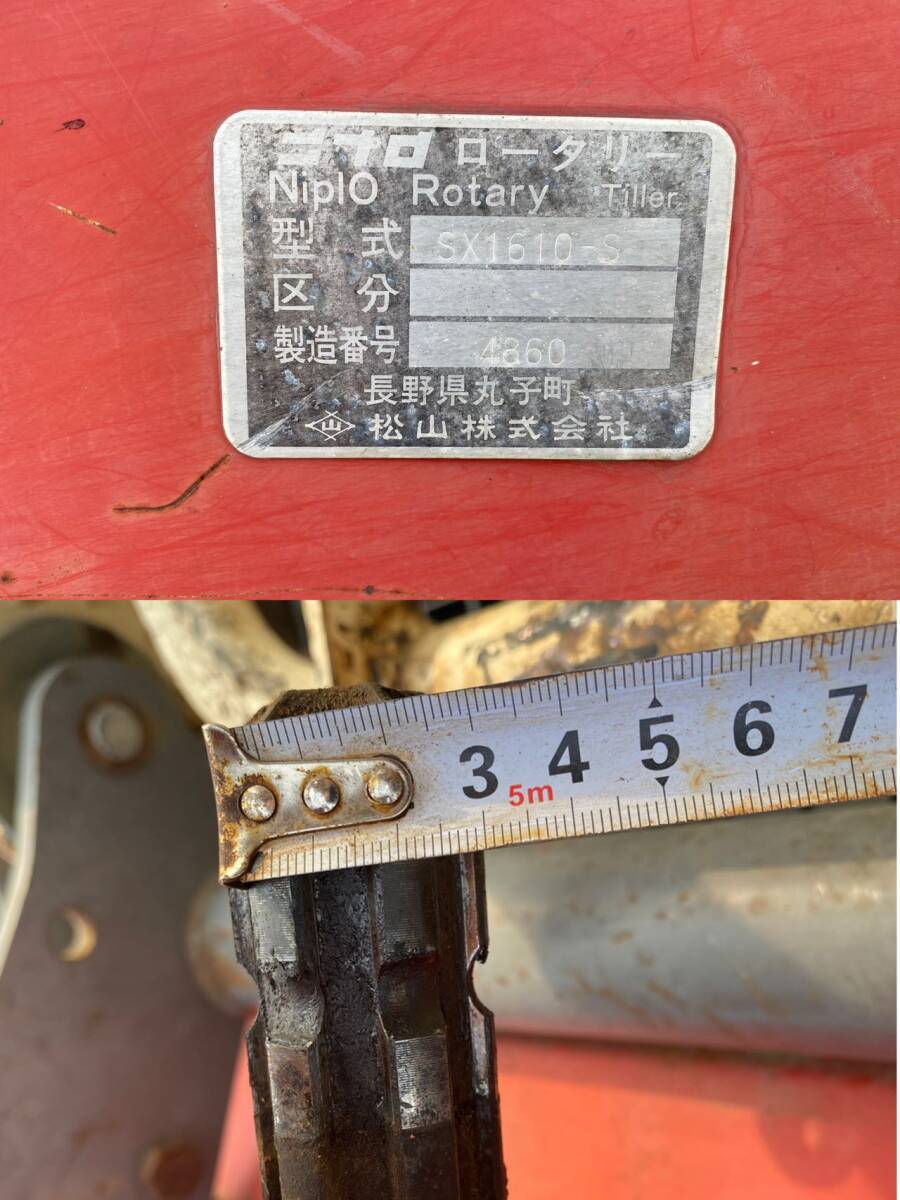 ニプロ ロータリー
NiplO Rotary Tiller
型式 SX1610-S
区分
製造番号 4860
長野県丸子町
山 松山株式会社
3 4 5 6 7
5m